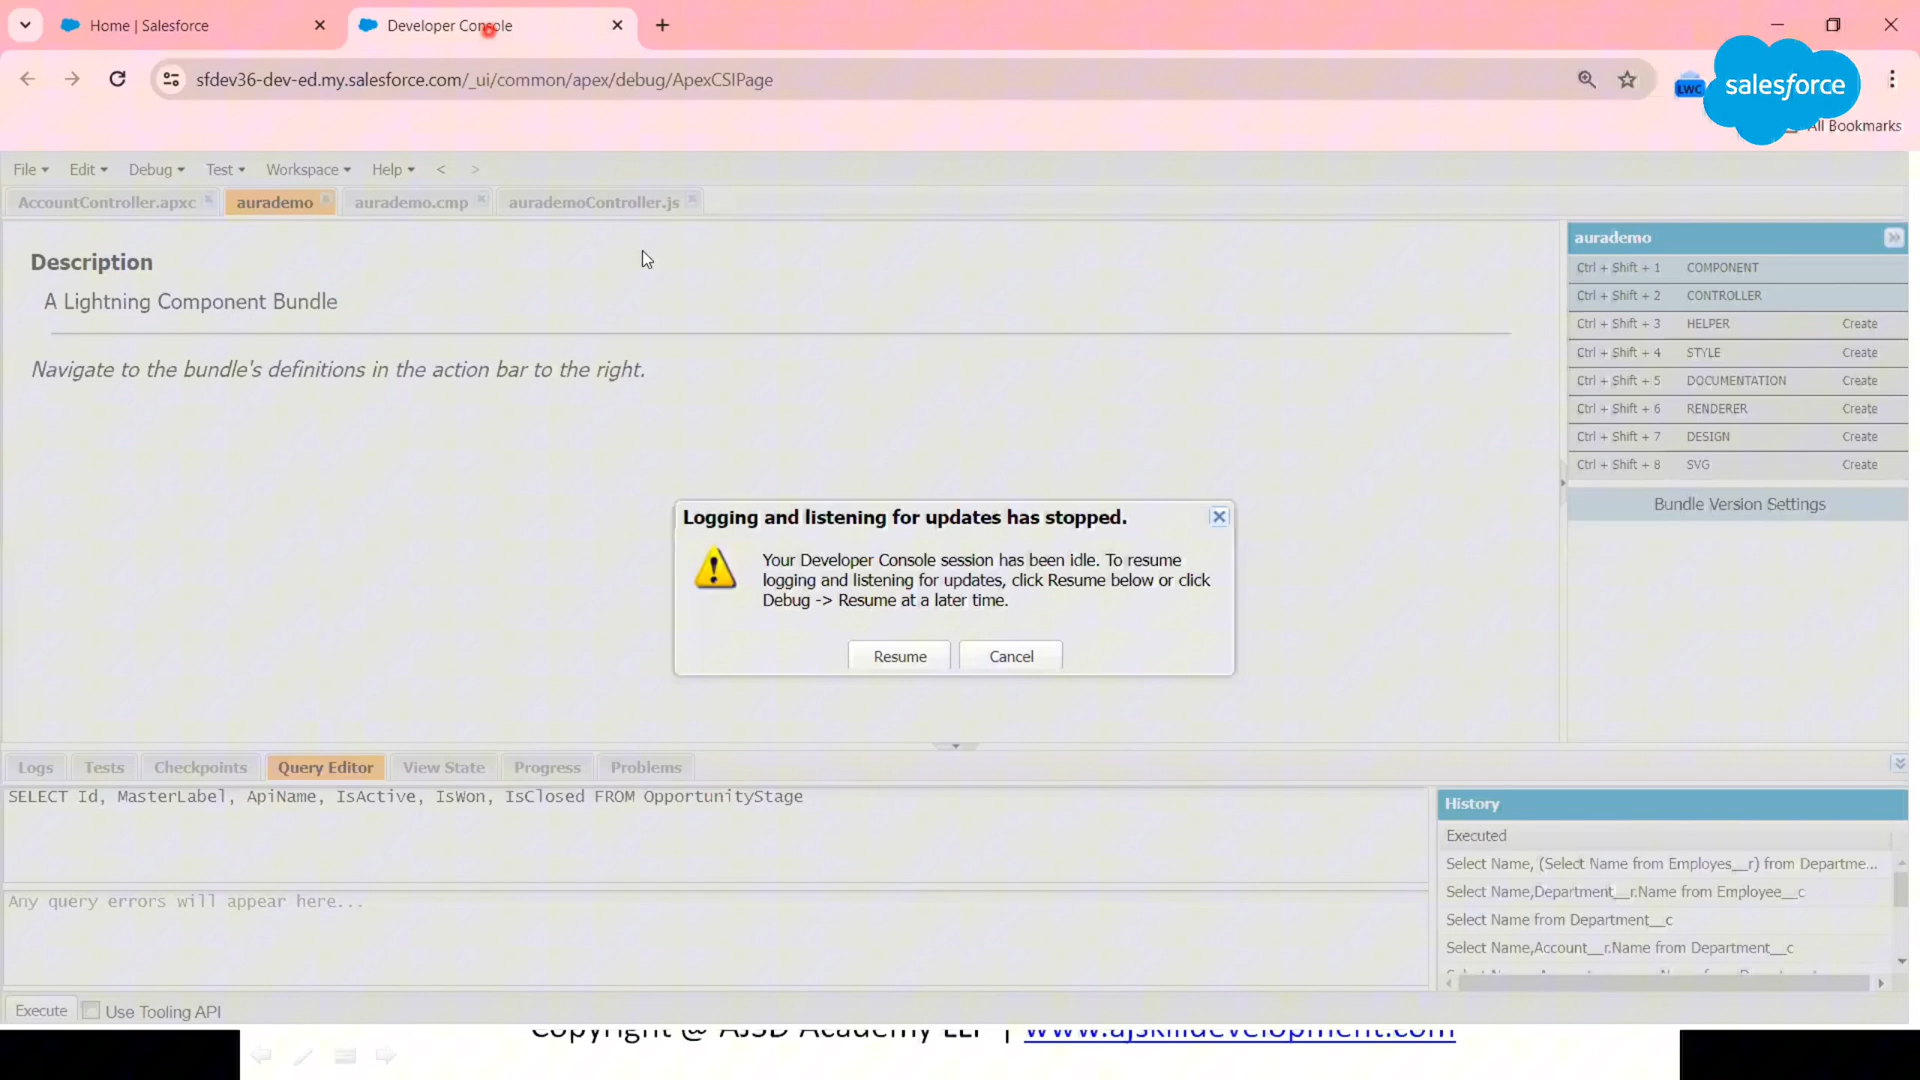 Home | Salesforce
Developer Console
sfdev36-dev-ed.my.salesforce.com/_ui/common/apex/debug/ApexCSIPage
LWC
salesforce
All Bookmarks
File Edit Debug Test Workspace Help < >
AccountController.apxc aurademo aurademo.cmp aurademoController.js
Description
A Lightning Component Bundle
Navigate to the bundle's definitions in the action bar to the right.
aurademo
Ctrl + Shift + 1 COMPONENT
Ctrl + Shift + 2 CONTROLLER
Ctrl + Shift + 3 HELPER Create
Ctrl + Shift + 4 STYLE Create
Ctrl + Shift + 5 DOCUMENTATION Create
Ctrl + Shift + 6 RENDERER Create
Ctrl + Shift + 7 DESIGN Create
Ctrl + Shift + 8 SVG Create
Bundle Version Settings
Logging and listening for updates has stopped.
Your Developer Console session has been idle. To resume
logging and listening for updates, click Resume below or click
Debug -> Resume at a later time.
Resume Cancel
Logs Tests Checkpoints Query Editor View State Progress Problems
SELECT Id, MasterLabel, ApiName, IsActive, IsWon, IsClosed FROM OpportunityStage
Any query errors will appear here...
History
Executed
Select Name, (Select Name from Employes__r) from Departme...
Select Name,Department__r.Name from Employee__c
Select Name from Department__c
Select Name,Account__r.Name from Department__c
Execute Use Tooling API
Copyright @ AJSD Academy LLP | www.ajskilldevelopment.com